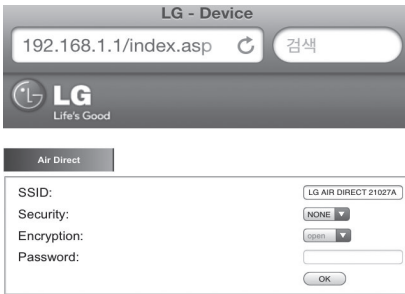 LG - Device
192.168.1.1/index.asp 검색
LG
Life's Good
Air Direct
SSID: LG AIR DIRECT 21027A
Security: NONE
Encryption: open
Password:
OK